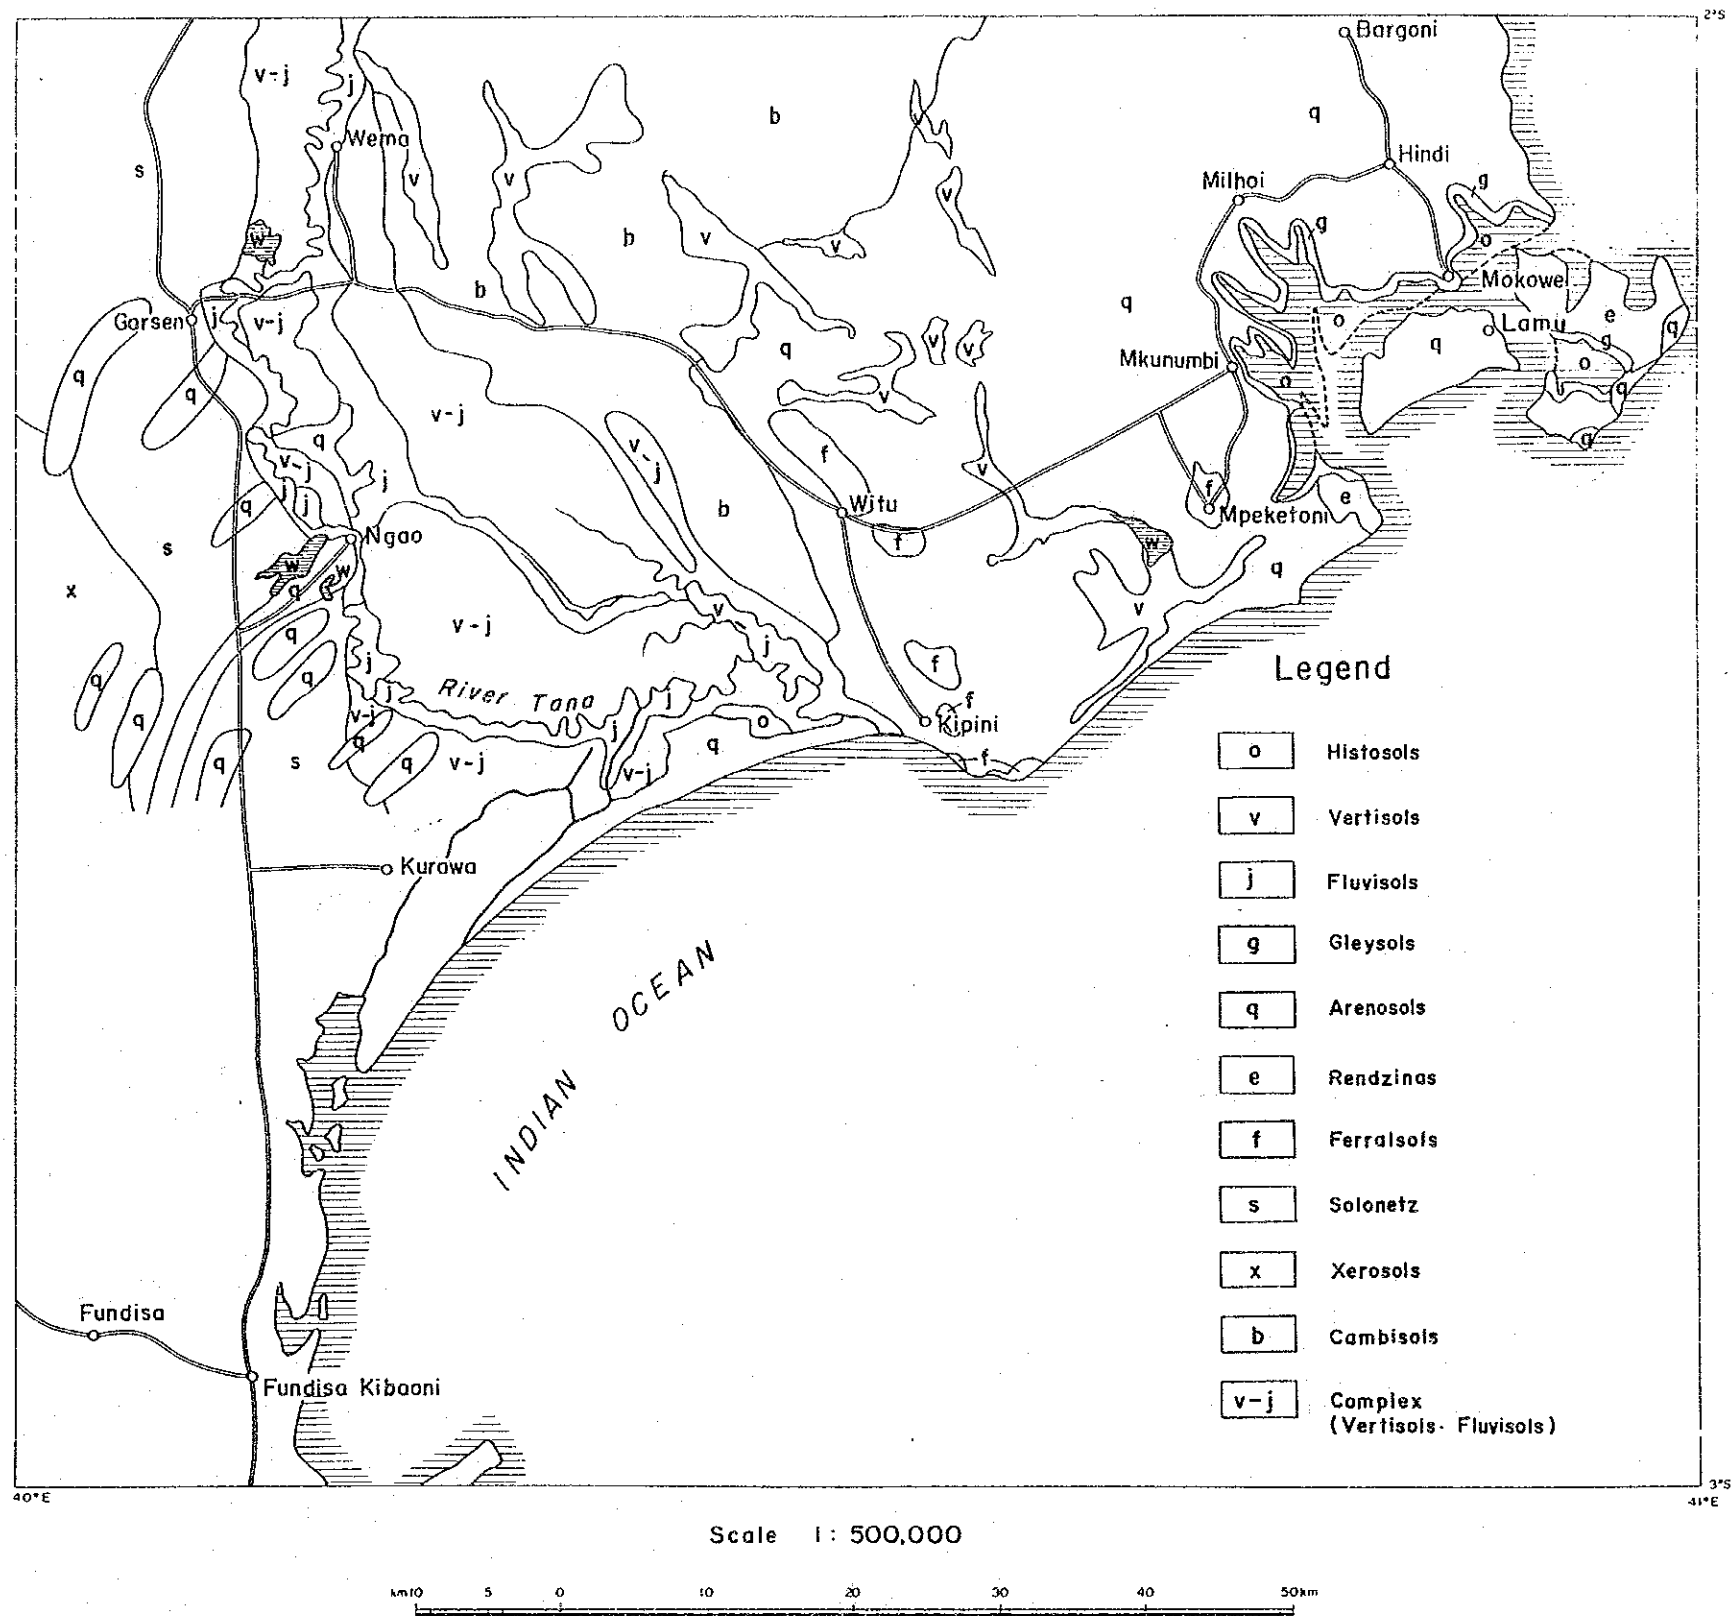 2°S
Bargoni
v-j
j
b
q
Wema
Hindi
s
v
v
Milhoi
g
v
w
b
v
v
g
o
b
q
Mokowe
Garsen
j
v-j
o
Lamu
e
q
q
v
v
q
g
Mkunumbi
o
q
q
o
q
v
v-j
f
q
v-j
q
v-j
j
v
j
j
f
e
q
b
Witu
Mpeketoni
s
Ngao
f
w
w
w
q
x
q
v
v
q
v-j
j
j
f
q
q
Legend
j
River Tana
j
f
q
v-j
j
o
Kipini
q
q
s
q
v-j
v-j
q
f
o Histosols
v Vertisols
Kurawa
j Fluvisols
g Gleysols
INDIAN OCEAN
q Arenosols
e Rendzinas
f Ferralsols
s Solonetz
x Xerosols
Fundisa
b Cambisols
Fundisa Kibaoni
v-j Complex
(Vertisols- Fluvisols)
40°E
3°S
41°E
Scale 1: 500,000
km10 5 0 10 20 30 40 50km